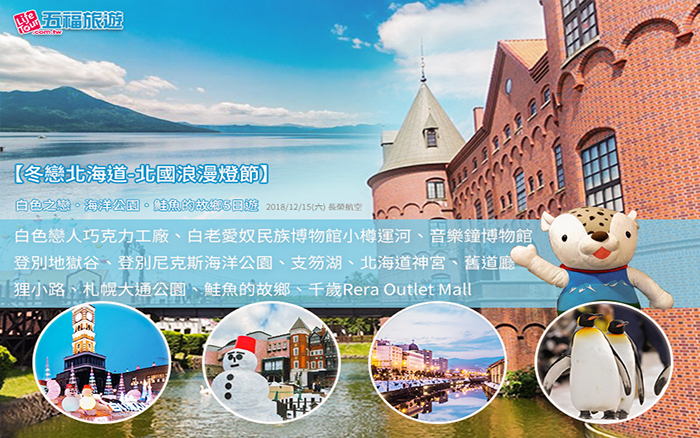 Life Tour .com.tw 五福旅遊
【冬戀北海道-北國浪漫燈節】
白色之戀・海洋公園・鮭魚的故鄉5日遊 2018/12/15(六) 長榮航空
白色戀人巧克力工廠、白老愛奴民族博物館小樽運河、音樂鐘博物館
登別地獄谷、登別尼克斯海洋公園、支笏湖、北海道神宮、舊道廳
狸小路、札幌大通公園、鮭魚的故鄉、千歲Rera Outlet Mall